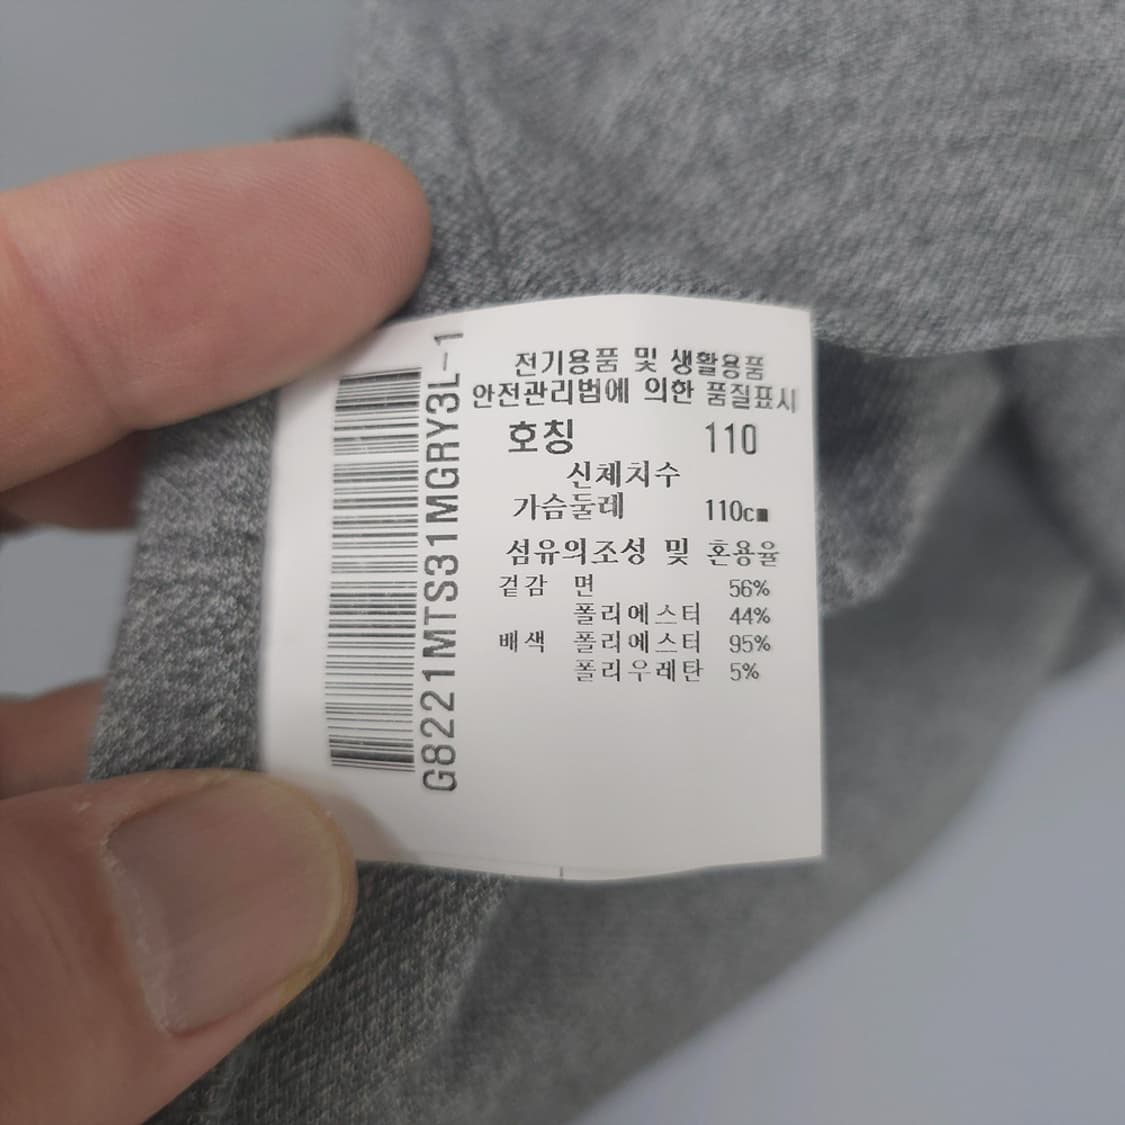 전기용품 및 생활용품
안전관리법에 의한 품질표시
호칭 110
신체치수
가슴둘레 110cm
섬유의조성 및 혼용율
겉감 면 56%
폴리에스터 44%
배색 폴리에스터 95%
폴리우레탄 5%
G8221MTS31MGRY3L-1